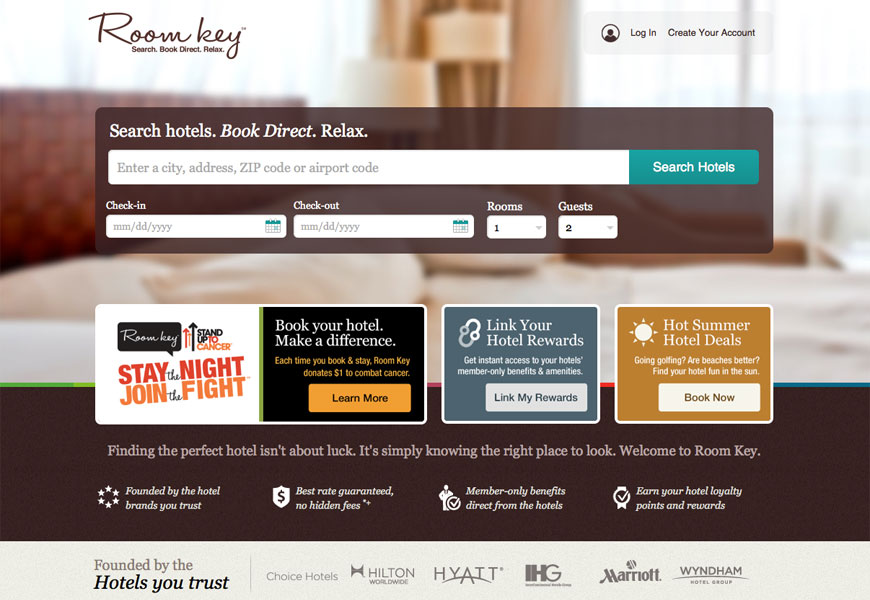 Room key™
Search. Book Direct. Relax.
Log In
Create Your Account
Search hotels. Book Direct. Relax.
Enter a city, address, ZIP code or airport code
Search Hotels
Check-in
Check-out
Rooms
Guests
mm/dd/yyyy
mm/dd/yyyy
1
2
Room key
STAND
UP TO
CANCER
STAY the NIGHT
JOIN the FIGHT
Book your hotel.
Make a difference.
Each time you book & stay, Room Key
donates $1 to combat cancer.
Learn More
Link Your
Hotel Rewards
Get instant access to your hotels'
member-only benefits & amenities.
Link My Rewards
Hot Summer
Hotel Deals
Going golfing? Are beaches better?
Find your hotel fun in the sun.
Book Now
Finding the perfect hotel isn't about luck. It's simply knowing the right place to look. Welcome to Room Key.
Founded by the hotel
brands you trust
$
Best rate guaranteed,
no hidden fees *+
Member-only benefits
direct from the hotels
Earn your hotel loyalty
points and rewards
Founded by the
Hotels you trust
Choice Hotels
HILTON
WORLDWIDE
HYATT®
IHG
InterContinental Hotels Group
Marriott.
WYNDHAM
HOTEL GROUP